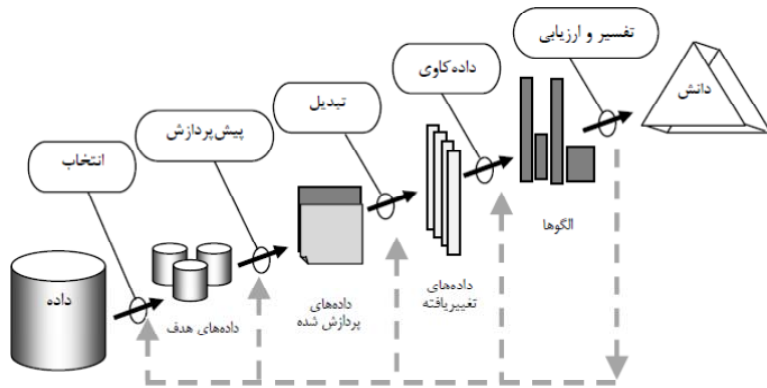 تفسیر و ارزیابی
داده‌کاوی
تبدیل
پیش‌پردازش
انتخاب
دانش
الگوها
داده‌های
تغییریافته
داده‌های
پردازش شده
داده‌های هدف
داده